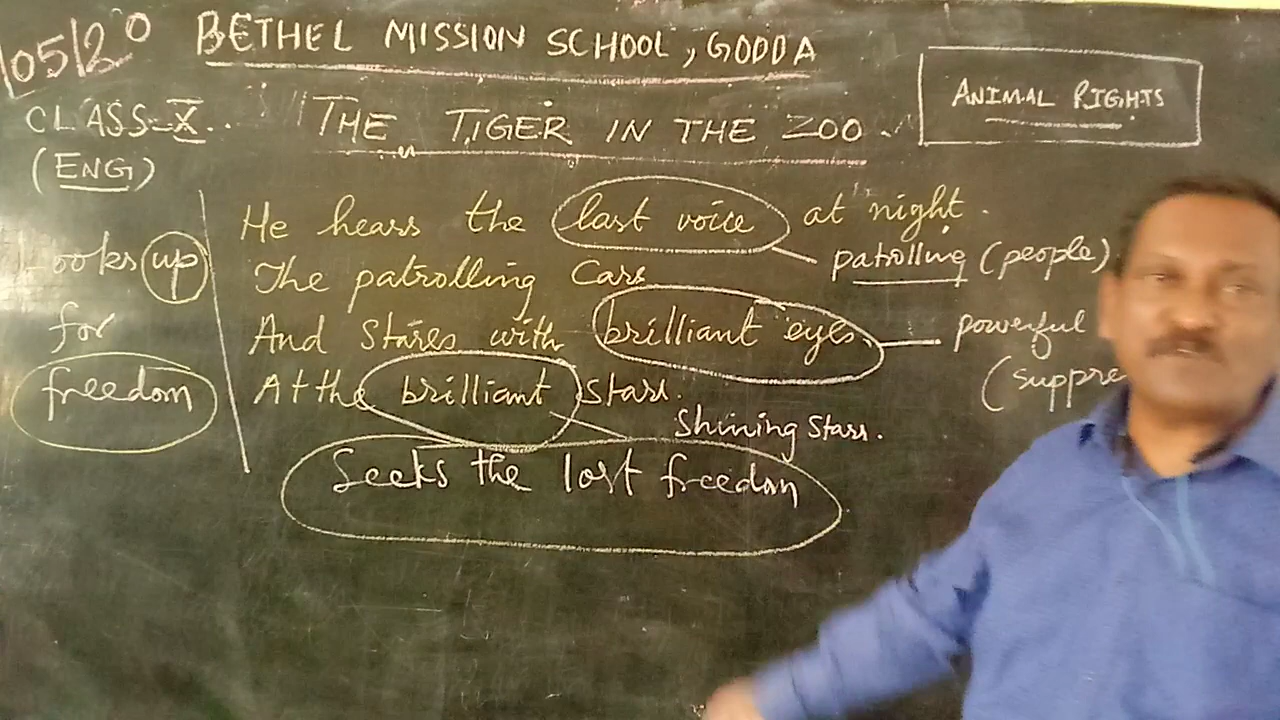 /05/20
BETHEL MISSION SCHOOL, GODDA
CLASS-X..
(ENG)
"THE TIGER IN THE ZOO."
ANIMAL RIGHTS
He hears the last voice at night.
The patrolling Cars
And Stares with brilliant eyes
At the brilliant Stars.
patrolling (people)
powerful
(suppre
Shining Stars.
Looks up
for
freedom
Seeks the lost freedom